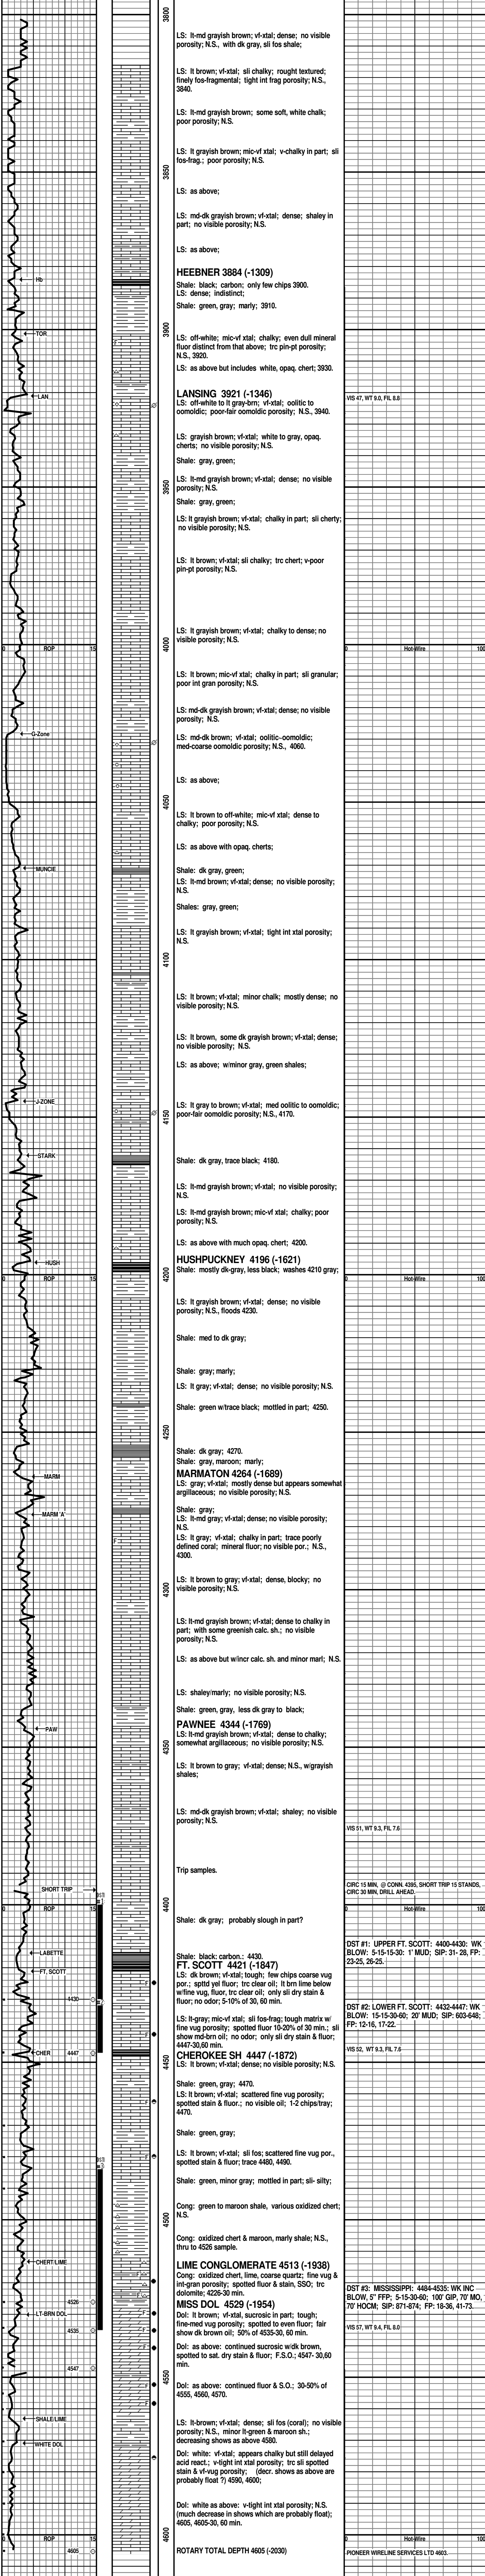 3800
LS: lt-md grayish brown; vf-xtal; dense; no visible
porosity; N.S., with dk gray, sli fos shale;
LS: lt brown; vf-xtal; sli chalky; rought textured;
finely fos-fragmental; tight int frag porosity; N.S.,
3840.
LS: lt-md grayish brown; some soft, white chalk;
poor porosity; N.S.
LS: lt grayish brown; mic-vf xtal; v-chalky in part; sli
fos-frag.; poor porosity; N.S.
3850
LS: as above;
LS: md-dk grayish brown; vf-xtal; dense; shaley in
part; no visible porosity; N.S.
LS: as above;
HEEBNER 3884 (-1309)
Hb
Shale: black; carbon; only few chips 3900.
LS: dense; indistinct;
Shale: green, gray; marly; 3910.
3900
TOR
LS: off-white; mic-vf xtal; chalky; even dull mineral
fluor distinct from that above; trc pin-pt porosity;
N.S., 3920.
LS: as above but includes white, opaq. chert; 3930.
LANSING 3921 (-1346)
LAN
VIS 47, WT 9.0, FIL 8.8
LS: off-white to lt gray-brn; vf-xtal; oolitic to
oomoldic; poor-fair oomoldic porosity; N.S., 3940.
LS: grayish brown; vf-xtal; white to gray, opaq.
cherts; no visible porosity; N.S.
Shale: gray, green;
LS: lt-md grayish brown; vf-xtal; dense; no visible
porosity; N.S.
3950
Shale: gray, green;
LS: lt grayish brown; vf-xtal; chalky in part; sli cherty;
no visible porosity; N.S.
LS: lt brown; vf-xtal; sli chalky; trc chert; v-poor
pin-pt porosity; N.S.
LS: lt grayish brown; vf-xtal; chalky to dense; no
visible porosity; N.S.
4000
0 ROP 15
0 Hot-Wire 100
LS: lt brown; mic-vf xtal; chalky in part; sli granular;
poor int gran porosity; N.S.
LS: md-dk grayish brown; vf-xtal; dense; no visible
porosity; N.S.
G-Zone
LS: md-dk brown; vf-xtal; oolitic-oomoldic;
med-coarse oomoldic porosity; N.S., 4060.
LS: as above;
4050
LS: lt brown to off-white; mic-vf xtal; dense to
chalky; poor porosity; N.S.
LS: as above with opaq. cherts;
MUNCIE
Shale: dk gray, green;
LS: lt-md brown; vf-xtal; dense; no visible porosity;
N.S.
Shales: gray, green;
LS: lt grayish brown; vf-xtal; tight int xtal porosity;
N.S.
4100
LS: lt brown; vf-xtal; minor chalk; mostly dense; no
visible porosity; N.S.
LS: lt brown, some dk grayish brown; vf-xtal; dense;
no visible porosity; N.S.
LS: as above; w/minor gray, green shales;
J-ZONE
LS: lt gray to brown; vf-xtal; med oolitic to oomoldic;
poor-fair oomoldic porosity; N.S., 4170.
4150
STARK
Shale: dk gray, trace black; 4180.
LS: lt-md grayish brown; vf-xtal; no visible porosity;
N.S.
LS: lt-md grayish brown; mic-vf xtal; chalky; poor
porosity; N.S.
LS: as above with much opaq. chert; 4200.
HUSHPUCKNEY 4196 (-1621)
HUSH
Shale: mostly dk-gray, less black; washes 4210 gray;
4200
0 ROP 15
0 Hot-Wire 100
LS: lt grayish brown; vf-xtal; dense; no visible
porosity; N.S., floods 4230.
Shale: med to dk gray;
Shale: gray; marly;
LS: lt gray; vf-xtal; dense; no visible porosity; N.S.
Shale: green w/trace black; mottled in part; 4250.
4250
Shale: dk gray; 4270.
Shale: gray, maroon; marly;
MARMATON 4264 (-1689)
MARM
LS: gray; vf-xtal; mostly dense but appears somewhat
argillaceous; no visible porosity; N.S.
Shale: gray;
MARM 'A'
LS: lt-md gray; vf-xtal; dense; no visible porosity;
N.S.
LS: lt gray; vf-xtal; chalky in part; trace poorly
defined coral; mineral fluor; no visible por.; N.S.,
4300.
LS: lt brown to gray; vf-xtal; dense, blocky; no
visible porosity; N.S.
4300
LS: lt-md grayish brown; vf-xtal; dense to chalky in
part; with some greenish calc. sh.; no visible
porosity; N.S.
LS: as above but w/incr calc. sh. and minor marl; N.S.
LS: shaley/marly; no visible porosity; N.S.
Shale: green, gray, less dk gray to black;
PAWNEE 4344 (-1769)
PAW
LS: lt-md grayish brown; vf-xtal; dense to chalky;
somewhat argillaceous; no visible porosity; N.S.
4350
LS: lt brown to gray; vf-xtal; dense; N.S., w/grayish
shales;
LS: md-dk grayish brown; vf-xtal; shaley; no visible
porosity; N.S.
VIS 51, WT 9.3, FIL 7.6
Trip samples.
SHORT TRIP
CIRC 15 MIN, @ CONN. 4395, SHORT TRIP 15 STANDS,
CIRC 30 MIN, DRILL AHEAD.
4400
Shale: dk gray; probably slough in part?
DST #1: UPPER FT. SCOTT: 4400-4430: WK
BLOW: 5-15-15-30: 1' MUD; SIP: 31- 28, FP:
23-25, 26-25.
LABETTE
Shale: black; carbon.: 4430.
FT. SCOTT 4421 (-1847)
FT. SCOTT
LS: dk brown; vf-xtal; tough; few chips coarse vug
por.; spttd yel fluor; trc clear oil; lt brn lime below
w/fine vug, fluor, trc clear oil; only sli dry stain &
fluor; no odor; 5-10% of 30, 60 min.
4430
DST #2: LOWER FT. SCOTT: 4432-4447: WK
BLOW: 15-15-30-60; 20' MUD; SIP: 603-648;
FP: 12-16, 17-22.
LS: lt-gray; mic-vf xtal; sli fos-frag; tough matrix w/
fine vug porosity; spotted fluor 10-20% of 30 min.; sli
show md-brn oil; no odor; only sli dry stain & fluor;
4447-30,60 min.
4447
CHER
VIS 52, WT 9.3, FIL 7.6
CHEROKEE SH 4447 (-1872)
LS: lt brown; vf-xtal; dense; no visible porosity; N.S.
4450
Shale: green, gray; 4470.
LS: lt brown; vf-xtal; scattered fine vug porosity;
spotted stain & fluor.; no visible oil; 1-2 chips/tray;
4470.
Shale: green, gray;
LS: lt brown; vf-xtal; sli fos; scattered fine vug por.,
spotted stain & fluor; trace 4480, 4490.
Shale: green, minor gray; mottled in part; sli- silty;
Cong: green to maroon shale, various oxidized chert;
N.S.
4500
Cong: oxidized chert & maroon, marly shale; N.S.,
thru to 4526 sample.
LIME CONGLOMERATE 4513 (-1938)
CHERT/LIME
Cong: oxidized chert, lime, coarse quartz; fine vug &
int-gran porosity; spotted fluor & stain, SSO; trc
dolomite; 4226-30 min.
DST #3: MISSISSIPPI: 4484-4535: WK INC
BLOW, 5" FFP; 5-15-30-60; 100' GIP, 70' MO,
70' HOCM; SIP: 871-874; FP: 18-36, 41-73.
4526
MISS DOL 4529 (-1954)
LT-BRN DOL
Dol: lt brown; vf-xtal, sucrosic in part; tough;
fine-med vug porosity; spotted to even fluor; fair
show dk brown oil; 50% of 4535-30, 60 min.
VIS 57, WT 9.4, FIL 8.0
4535
Dol: as above: continued sucrosic w/dk brown,
spotted to sat. dry stain & fluor; F.S.O.; 4547- 30,60
min.
4547
4550
Dol: as above: continued fluor & S.O.; 30-50% of
4555, 4560, 4570.
SHALE/LIME
LS: lt-brown; vf-xtal; dense; sli fos (coral); no visible
porosity; N.S., minor lt-green & maroon sh.;
decreasing shows as above 4580.
WHITE DOL
Dol: white: vf-xtal; appears chalky but still delayed
acid react.; v-tight int xtal porosity; trc sli spotted
stain & vf-vug porosity; (decr. shows as above are
probably float ?) 4590, 4600;
Dol: white as above: v-tight int xtal porosity; N.S.
(much decrease in shows which are probably float);
4605, 4605-30, 60 min.
4600
0 ROP 15
0 Hot-Wire 100
4605
ROTARY TOTAL DEPTH 4605 (-2030)
PIONEER WIRELINE SERVICES LTD 4603.